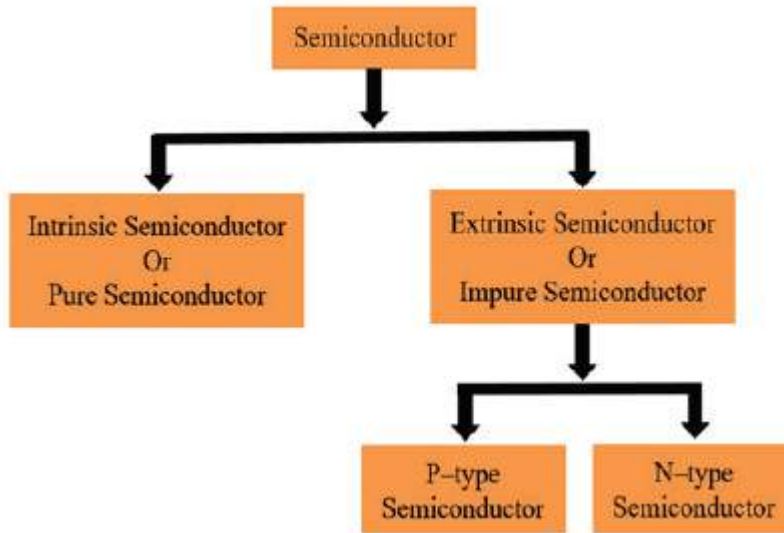 Semiconductor
Intrinsic Semiconductor
Or
Pure Semiconductor
Extrinsic Semiconductor
Or
Impure Semiconductor
P–type
Semiconductor
N–type
Semiconductor